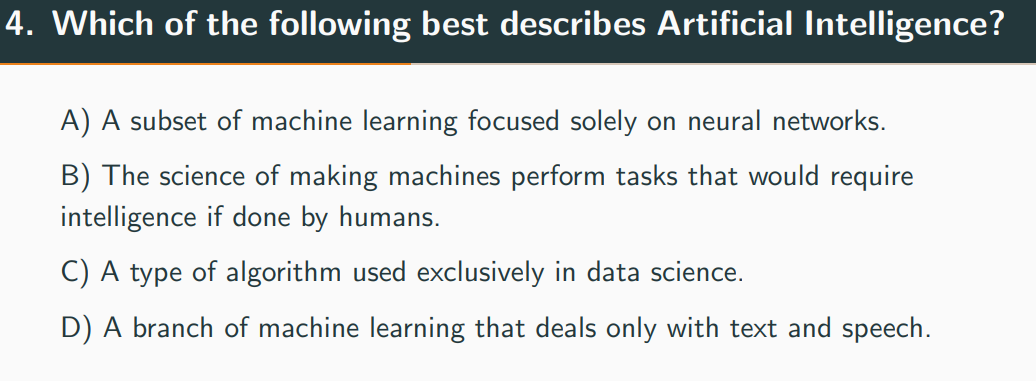 4. Which of the following best describes Artificial Intelligence?
A) A subset of machine learning focused solely on neural networks.
B) The science of making machines perform tasks that would require
intelligence if done by humans.
C) A type of algorithm used exclusively in data science.
D) A branch of machine learning that deals only with text and speech.